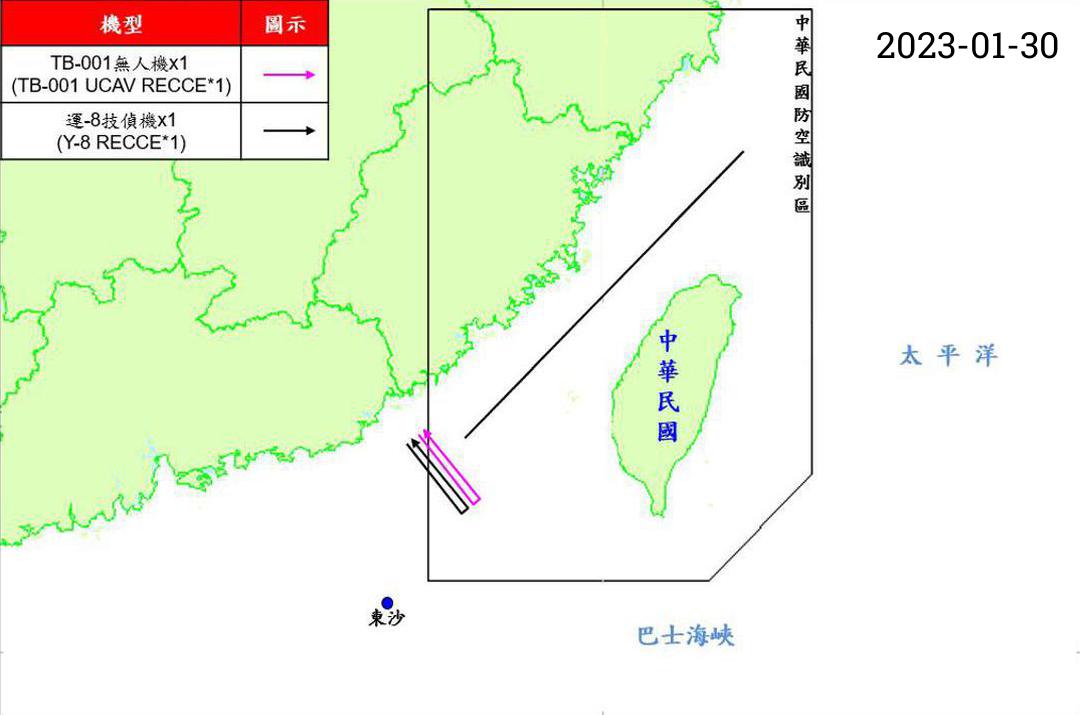 機型 圖示
TB-001無人機x1
(TB-001 UCAV RECCE*1)
運-8技偵機x1
(Y-8 RECCE*1)
2023-01-30
中華民國防空識別區
中華民國
太平洋
東沙
巴士海峽